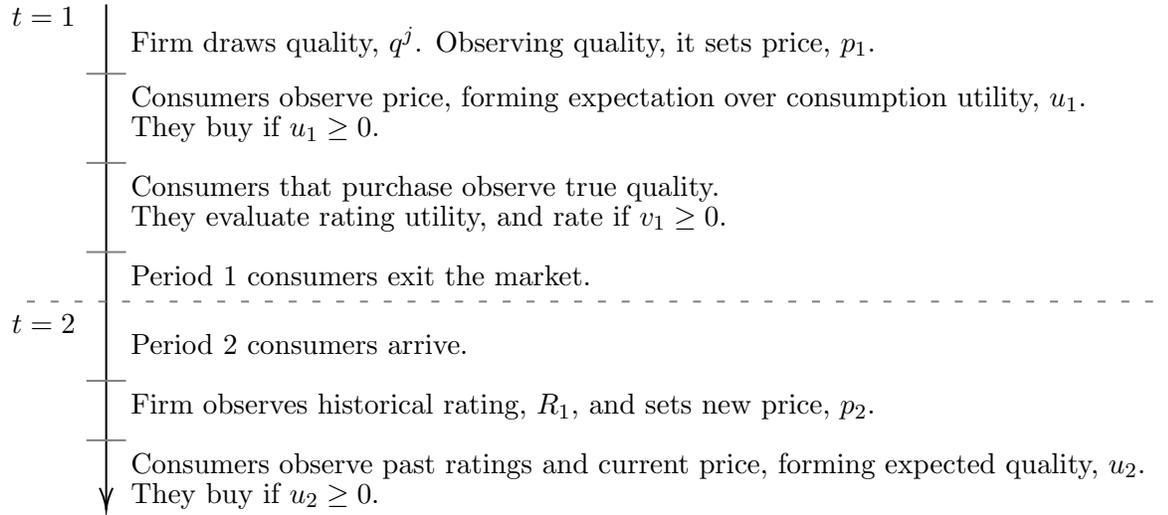 t = 1
Firm draws quality, q^j. Observing quality, it sets price, p_1.
Consumers observe price, forming expectation over consumption utility, u_1.
They buy if u_1 ≥ 0.
Consumers that purchase observe true quality.
They evaluate rating utility, and rate if v_1 ≥ 0.
Period 1 consumers exit the market.
t = 2
Period 2 consumers arrive.
Firm observes historical rating, R_1, and sets new price, p_2.
Consumers observe past ratings and current price, forming expected quality, u_2.
They buy if u_2 ≥ 0.